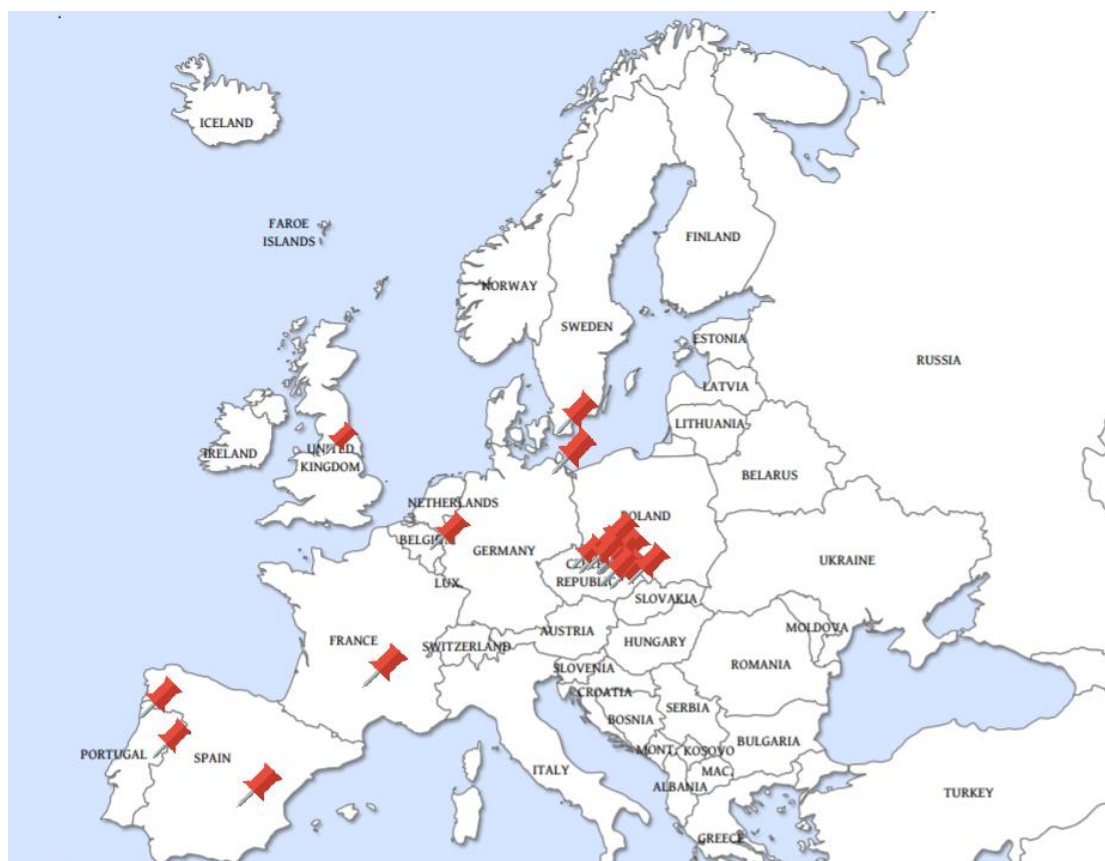 ICELAND
FAROE
ISLANDS
FINLAND
NORWAY
SWEDEN
ESTONIA
RUSSIA
LATVIA
LITHUANIA
IRELAND
UNITED
KINGDOM
BELARUS
NETHERLANDS
POLAND
BELGIUM
GERMANY
UKRAINE
LUX.
REPUBLIC
SLOVAKIA
AUSTRIA
MOLDOVA
FRANCE
SWITZERLAND
HUNGARY
SLOVENIA
ROMANIA
CROATIA
SERBIA
BOSNIA
BULGARIA
PORTUGAL
SPAIN
MONT.
KOSOVO
ITALY
MAC.
ALBANIA
TURKEY
GREECE